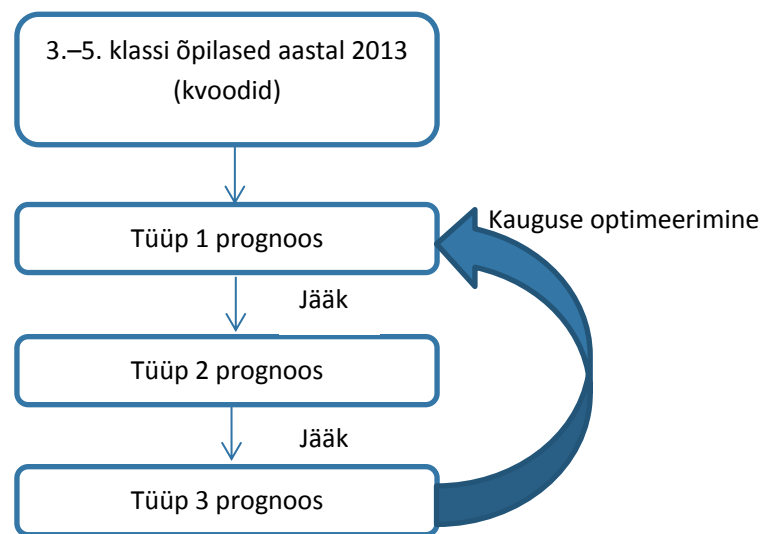 3.–5. klassi õpilased aastal 2013
(kvoodid)
Tüüp 1 prognoos
Kauguse optimeerimine
Jääk
Tüüp 2 prognoos
Jääk
Tüüp 3 prognoos